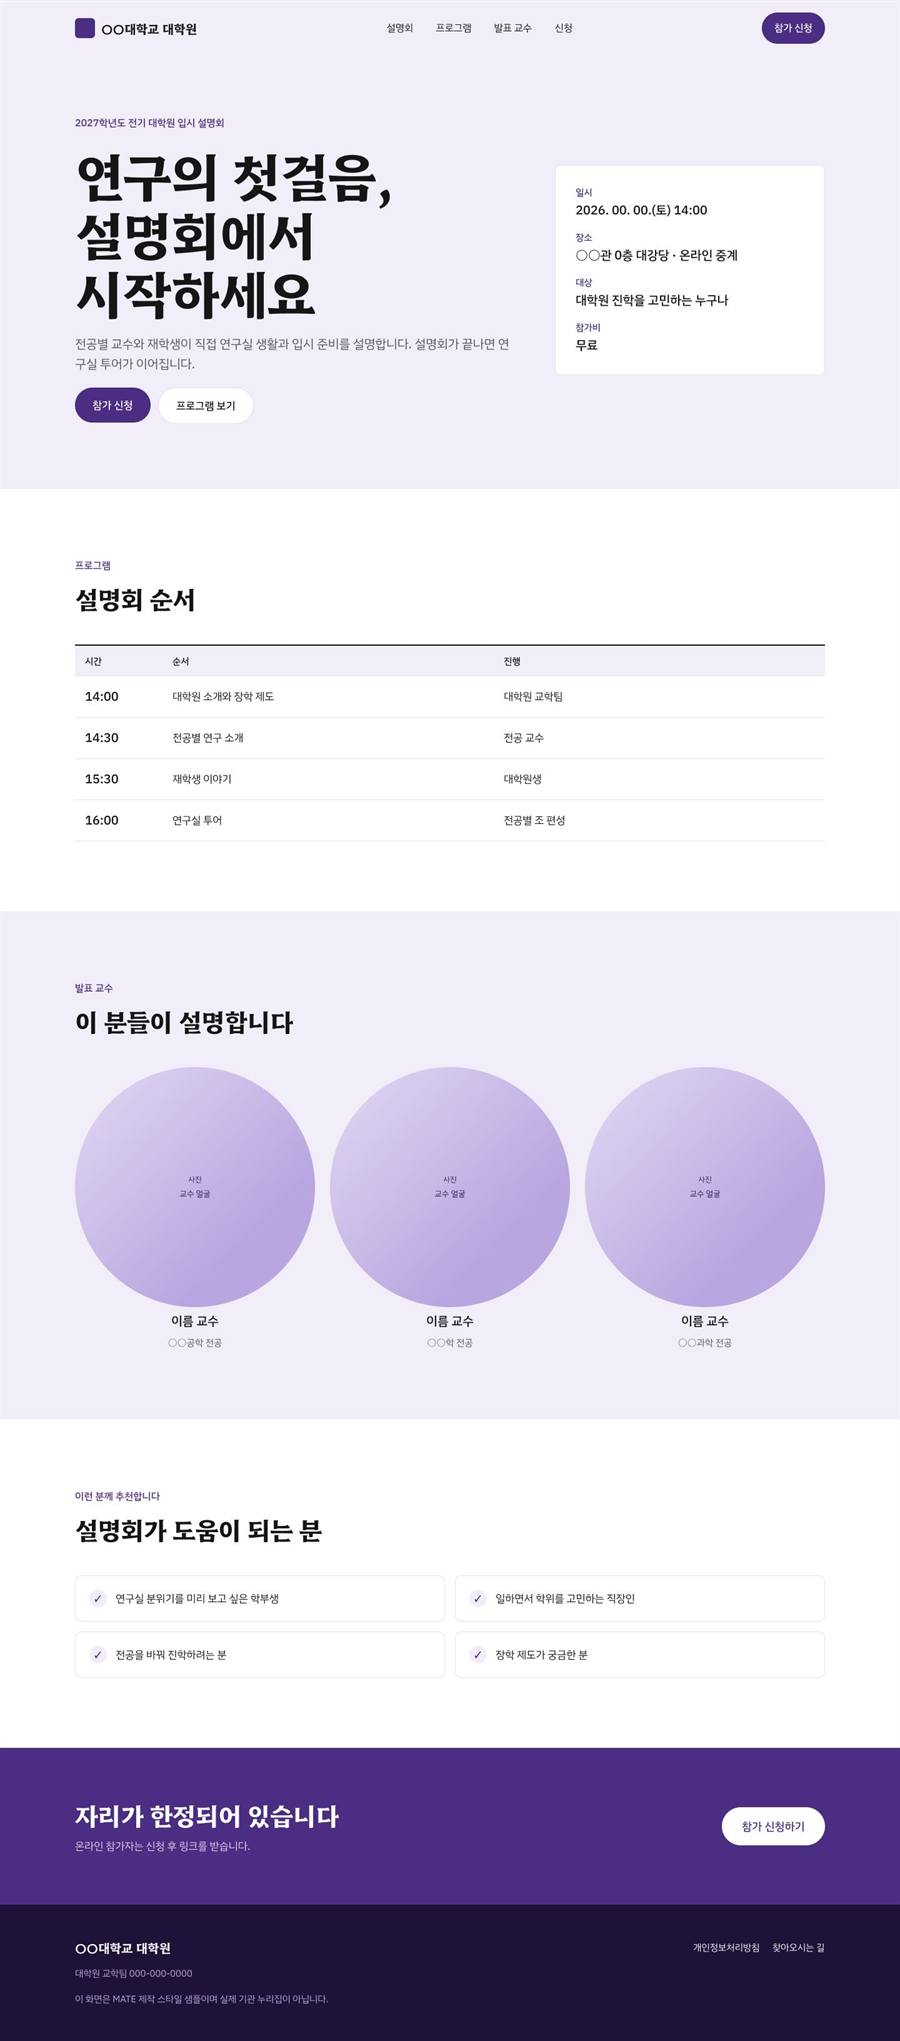 ○○대학교 대학원
설명회 프로그램 발표 교수 신청
참가 신청
2027학년도 전기 대학원 입시 설명회
연구의 첫걸음,
설명회에서
시작하세요
전공별 교수와 재학생이 직접 연구실 생활과 입시 준비를 설명합니다. 설명회가 끝나면 연
구실 투어가 이어집니다.
참가 신청 프로그램 보기
일시
2026. 00. 00.(토) 14:00
장소
○○관 0층 대강당 · 온라인 중계
대상
대학원 진학을 고민하는 누구나
참가비
무료
프로그램
설명회 순서
시간 순서 진행
14:00 대학원 소개와 장학 제도 대학원 교학팀
14:30 전공별 연구 소개 전공 교수
15:30 재학생 이야기 대학원생
16:00 연구실 투어 전공별 조 편성
발표 교수
이 분들이 설명합니다
사진
교수 얼굴
이름 교수
○○공학 전공
사진
교수 얼굴
이름 교수
○○학 전공
사진
교수 얼굴
이름 교수
○○과학 전공
이런 분께 추천합니다
설명회가 도움이 되는 분
✓ 연구실 분위기를 미리 보고 싶은 학부생
✓ 일하면서 학위를 고민하는 직장인
✓ 전공을 바꿔 진학하려는 분
✓ 장학 제도가 궁금한 분
자리가 한정되어 있습니다
온라인 참가자는 신청 후 링크를 받습니다.
참가 신청하기
○○대학교 대학원
대학원 교학팀 000-000-0000
이 화면은 MATE 제작 스타일 샘플이며 실제 기관 누리집이 아닙니다.
개인정보처리방침 찾아오시는 길